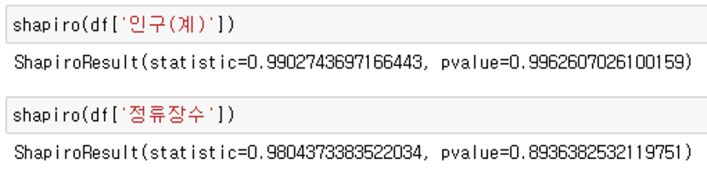 shapiro(df['인구(계)'])
ShapiroResult(statistic=0.9902743697166443, pvalue=0.9962607026100159)
shapiro(df['정류장수'])
ShapiroResult(statistic=0.9804373383522034, pvalue=0.8936382532119751)